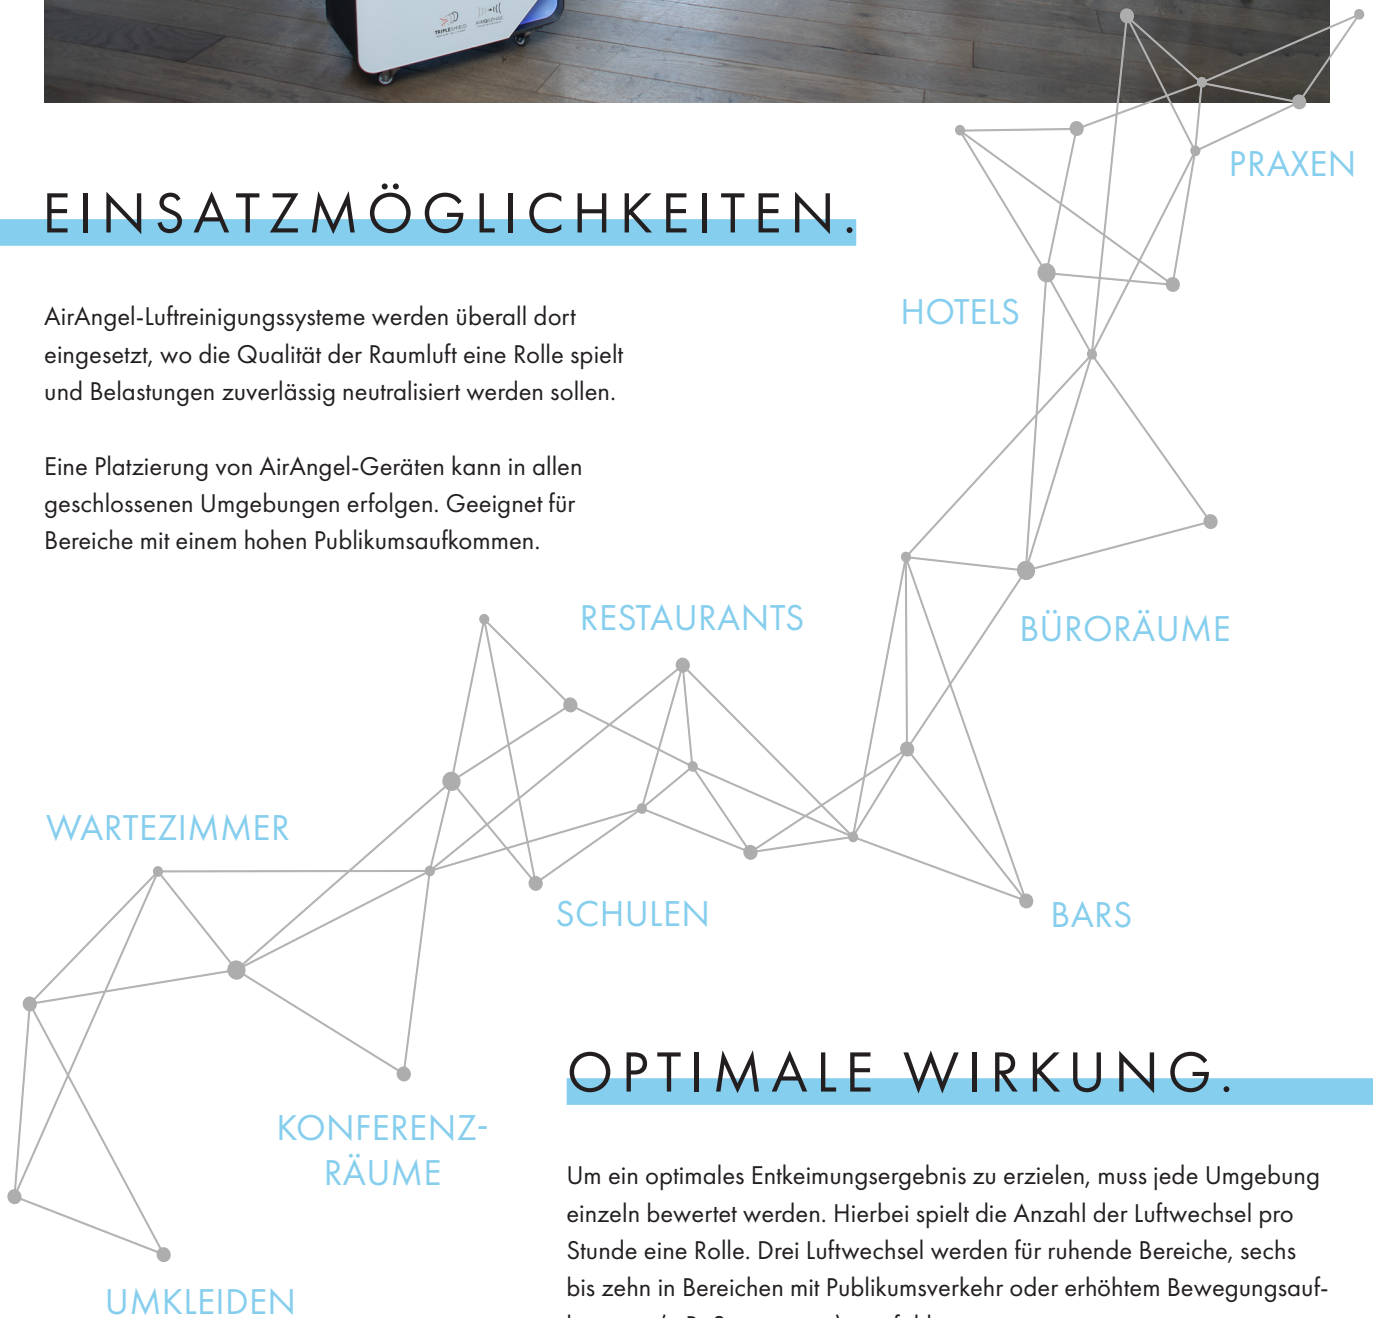 TRIPLESHIELD
PRAXEN
EINSATZMÖGLICHKEITEN.
HOTELS
AirAngel-Luftreinigungssysteme werden überall dort
eingesetzt, wo die Qualität der Raumluft eine Rolle spielt
und Belastungen zuverlässig neutralisiert werden sollen.
Eine Platzierung von AirAngel-Geräten kann in allen
geschlossenen Umgebungen erfolgen. Geeignet für
Bereiche mit einem hohen Publikumsaufkommen.
RESTAURANTS
BÜRORÄUME
WARTEZIMMER
SCHULEN
BARS
OPTIMALE WIRKUNG.
KONFERENZ-
RÄUME
Um ein optimales Entkeimungsergebnis zu erzielen, muss jede Umgebung
einzeln bewertet werden. Hierbei spielt die Anzahl der Luftwechsel pro
Stunde eine Rolle. Drei Luftwechsel werden für ruhende Bereiche, sechs
bis zehn in Bereichen mit Publikumsverkehr oder erhöhtem Bewegungsauf-
UMKLEIDEN